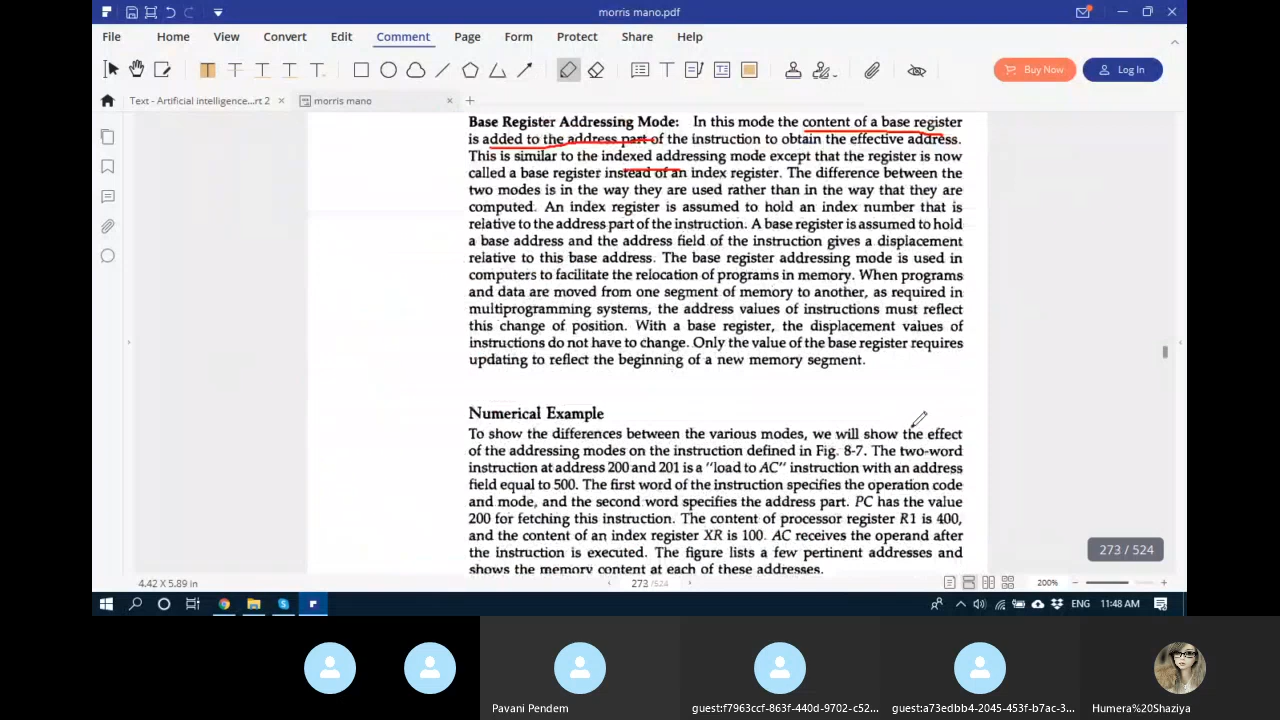 morris mano.pdf
File Home View Convert Edit Comment Page Form Protect Share Help
Buy Now Log In
Text - Artificial intelligence...rt 2 morris mano
Base Register Addressing Mode: In this mode the content of a base register
is added to the address part of the instruction to obtain the effective address.
This is similar to the indexed addressing mode except that the register is now
called a base register instead of an index register. The difference between the
two modes is in the way they are used rather than in the way that they are
computed. An index register is assumed to hold an index number that is
relative to the address part of the instruction. A base register is assumed to hold
a base address and the address field of the instruction gives a displacement
relative to this base address. The base register addressing mode is used in
computers to facilitate the relocation of programs in memory. When programs
and data are moved from one segment of memory to another, as required in
multiprogramming systems, the address values of instructions must reflect
this change of position. With a base register, the displacement values of
instructions do not have to change. Only the value of the base register requires
updating to reflect the beginning of a new memory segment.
Numerical Example
To show the differences between the various modes, we will show the effect
of the addressing modes on the instruction defined in Fig. 8-7. The two-word
instruction at address 200 and 201 is a "load to AC" instruction with an address
field equal to 500. The first word of the instruction specifies the operation code
and mode, and the second word specifies the address part. PC has the value
200 for fetching this instruction. The content of processor register R1 is 400,
and the content of an index register XR is 100. AC receives the operand after
the instruction is executed. The figure lists a few pertinent addresses and
shows the memory content at each of these addresses.
273 / 524
4.42 X 5.89 in 273 /524 200%
ENG 11:48 AM
Pavani Pendem guest:f7963ccf-863f-440d-9702-c52... guest:a73edbb4-2045-453f-b7ac-3... Humera%20Shaziya